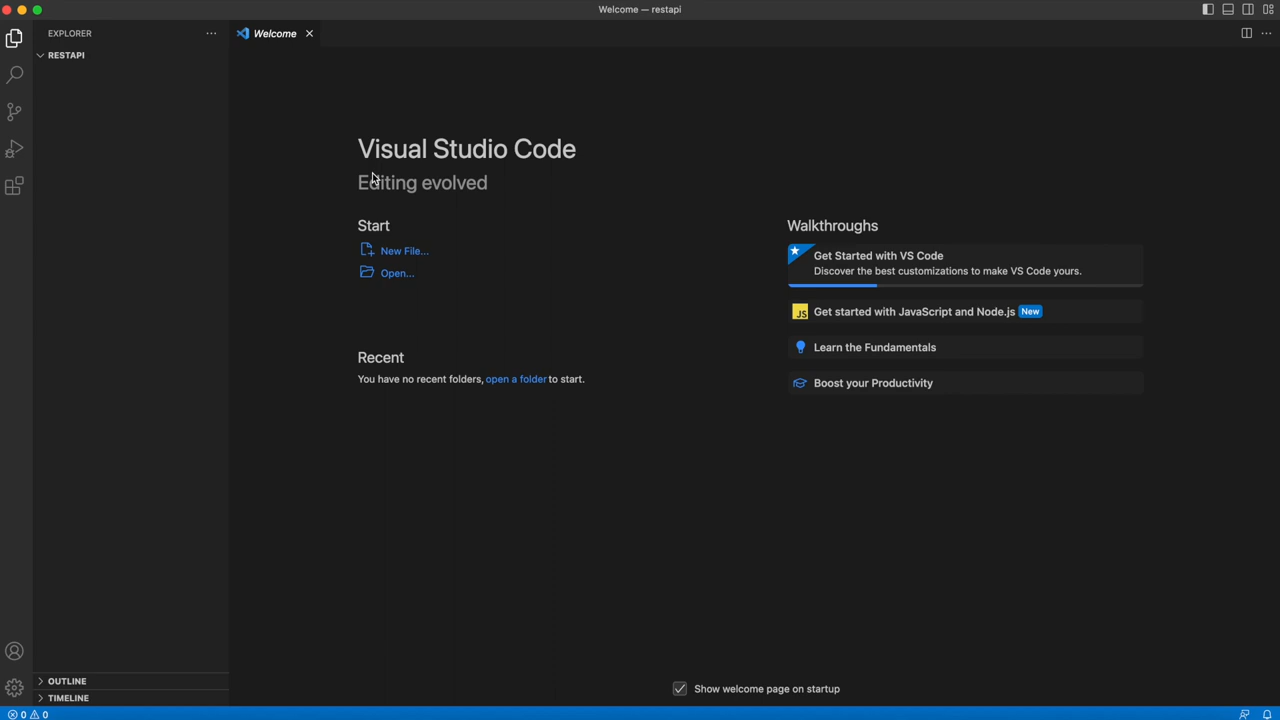 Welcome — restapi
EXPLORER
Welcome
RESTAPI
Visual Studio Code
Editing evolved
Start
New File...
Open...
Recent
You have no recent folders, open a folder to start.
Walkthroughs
Get Started with VS Code
Discover the best customizations to make VS Code yours.
JS Get started with JavaScript and Node.js New
Learn the Fundamentals
Boost your Productivity
OUTLINE
TIMELINE
Show welcome page on startup
0 0